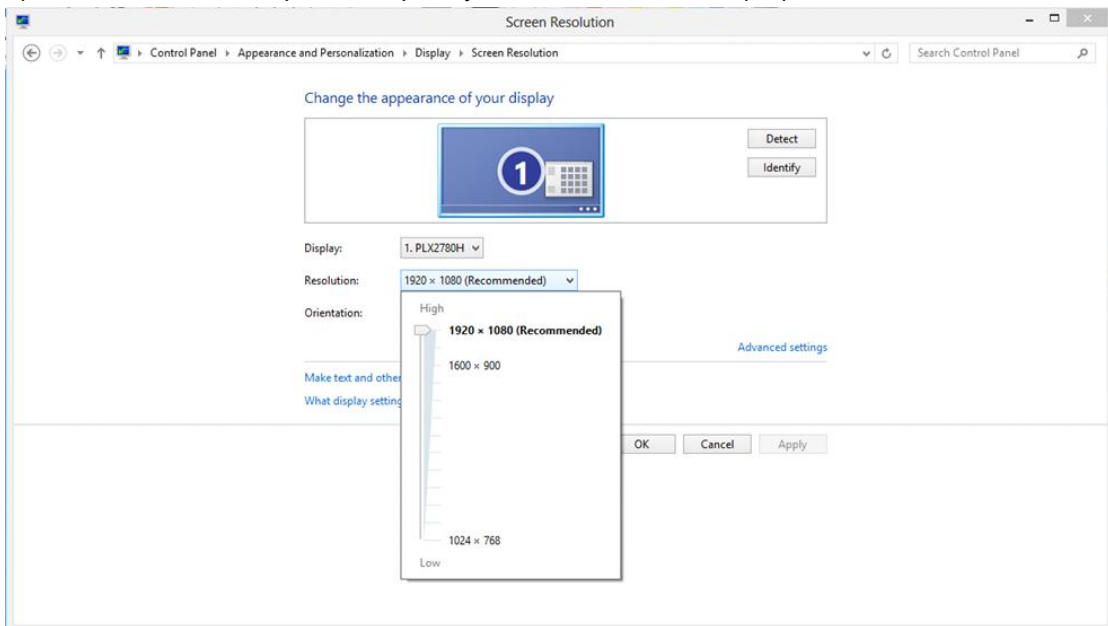 Screen Resolution
Control Panel Appearance and Personalization Display Screen Resolution
Search Control Panel
Change the appearance of your display
1
Detect
Identify
Display: 1. PLX2780H
Resolution: 1920 × 1080 (Recommended)
Orientation:
High
1920 × 1080 (Recommended)
1600 × 900
1024 × 768
Low
Advanced settings
Make text and other
What display setting
OK Cancel Apply